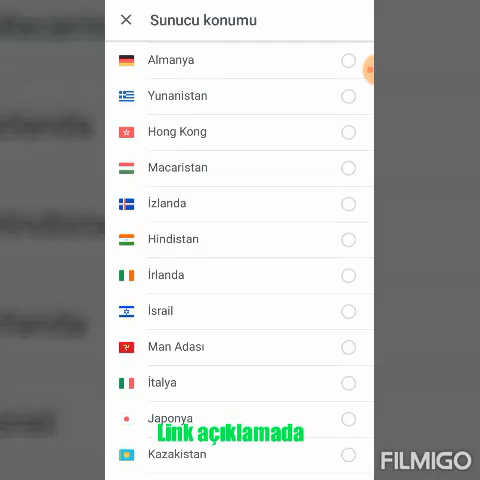 Sunucu konumu
Almanya
Yunanistan
Hong Kong
Macaristan
İzlanda
Hindistan
İrlanda
İsrail
Man Adası
İtalya
Japonya
Link açıklamada
Kazakistan
FILMIGO